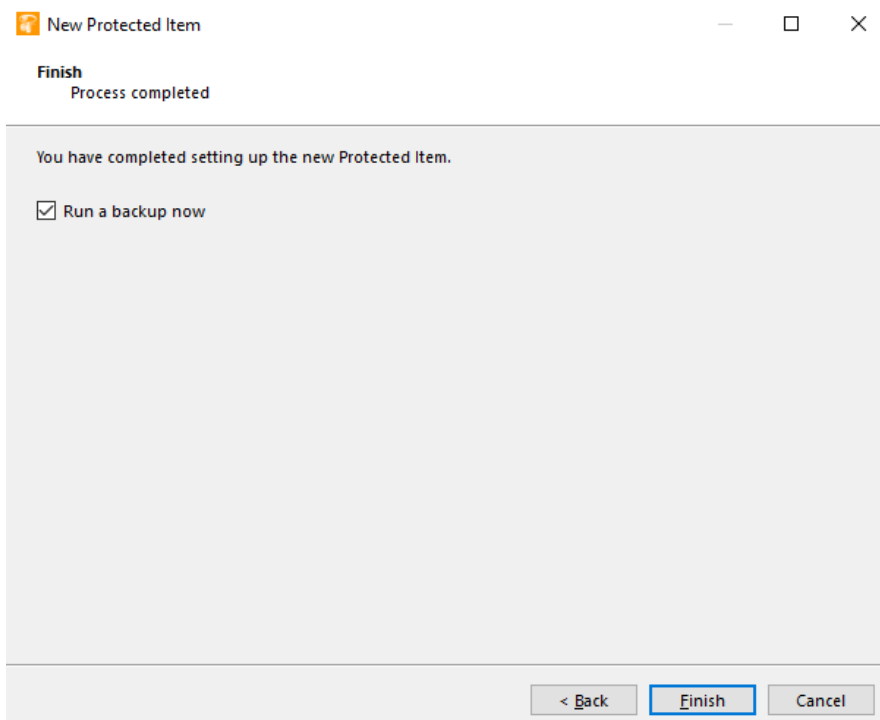 New Protected Item
Finish
Process completed
You have completed setting up the new Protected Item.
Run a backup now
< Back
Finish
Cancel